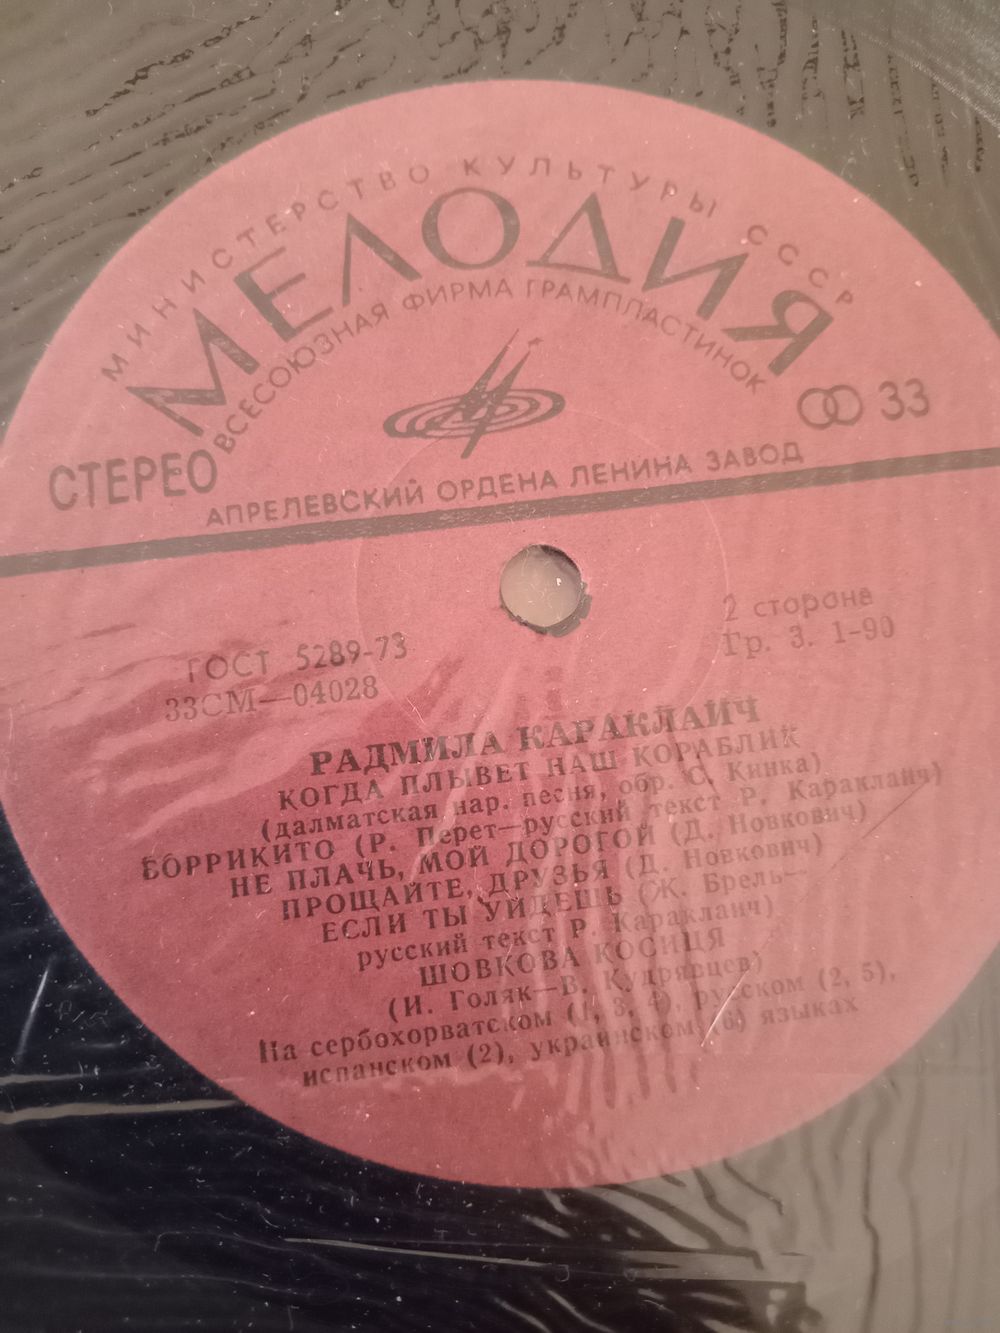 МИНИСТЕРСТВО КУЛЬТУРЫ СССР
МЕЛОДИЯ
ВСЕСОЮЗНАЯ ФИРМА ГРАМПЛАСТИНОК
33
СТЕРЕО
АПРЕЛЕВСКИЙ ОРДЕНА ЛЕНИНА ЗАВОД
ГОСТ 5289-73
33СМ—04028
2 сторона
Гр. 3. 1-90
РАДМИЛА КАРАКЛАИЧ
КОГДА ПЛЫВЕТ НАШ КОРАБЛИК
(далматская нар. песня, обр. С. Кинка)
БОРРИКИТО (Р. Перет—русский текст Р. Караклаич)
НЕ ПЛАЧЬ, МОЙ ДОРОГОЙ (Д. Новкович)
ПРОЩАЙТЕ, ДРУЗЬЯ (Д. Новкович)
ЕСЛИ ТЫ УЙДЕШЬ (Ж. Брель—
русский текст Р. Караклаич)
ШОВКОВА КОСИЦЯ
(И. Голяк—В. Кудрявцев)
На сербохорватском (1, 3, 4), русском (2, 5),
испанском (2), украинском (6) языках